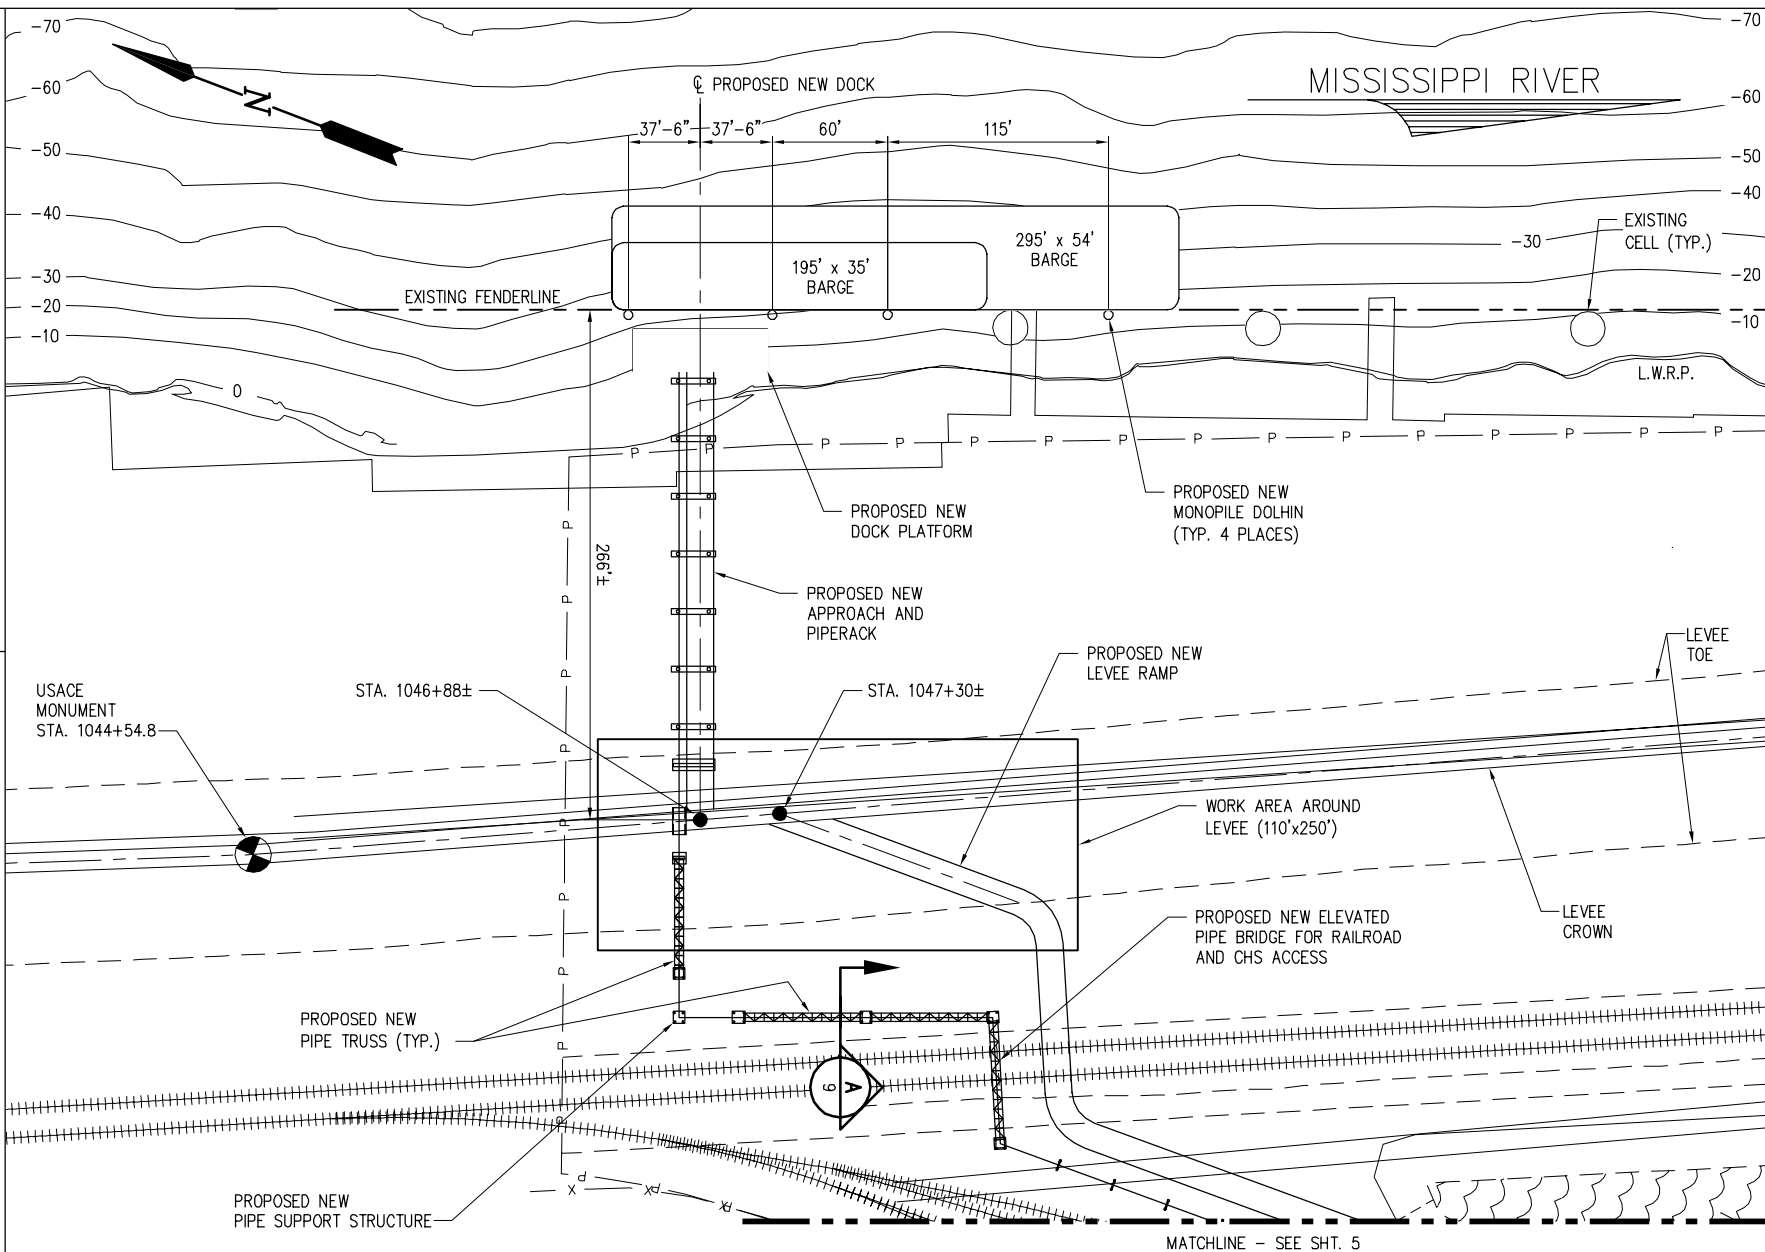 -70
-70
MISSISSIPPI RIVER
℄ PROPOSED NEW DOCK
-60
-60
N
37'-6"
37'-6"
60'
115'
-50
-50
-40
-40
EXISTING
CELL (TYP.)
-30
295' x 54'
BARGE
195' x 35'
BARGE
-30
-20
EXISTING FENDERLINE
-20
-10
-10
L.W.R.P.
0
P P P P P P P P P P P P P P P P
PROPOSED NEW
DOCK PLATFORM
PROPOSED NEW
MONOPILE DOLHIN
(TYP. 4 PLACES)
266'±
P P P P P P P P P
PROPOSED NEW
APPROACH AND
PIPERACK
LEVEE
TOE
PROPOSED NEW
LEVEE RAMP
USACE
MONUMENT
STA. 1044+54.8
STA. 1046+88±
STA. 1047+30±
WORK AREA AROUND
LEVEE (110'x250')
LEVEE
CROWN
PROPOSED NEW ELEVATED
PIPE BRIDGE FOR RAILROAD
AND CHS ACCESS
PROPOSED NEW
PIPE TRUSS (TYP.)
A
9
X P X P X P
PROPOSED NEW
PIPE SUPPORT STRUCTURE
MATCHLINE - SEE SHT. 5